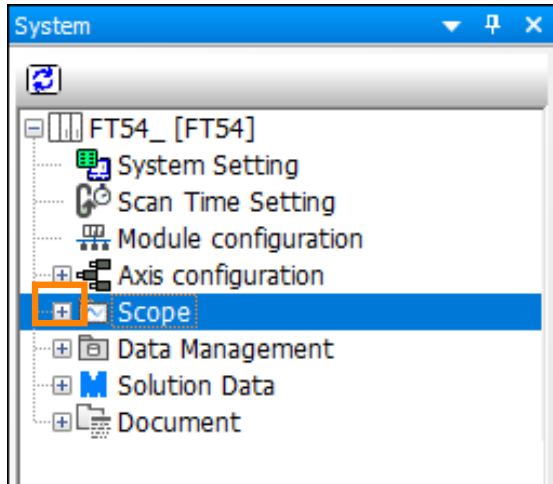 System
FT54_ [FT54]
System Setting
Scan Time Setting
Module configuration
Axis configuration
Scope
Data Management
Solution Data
Document